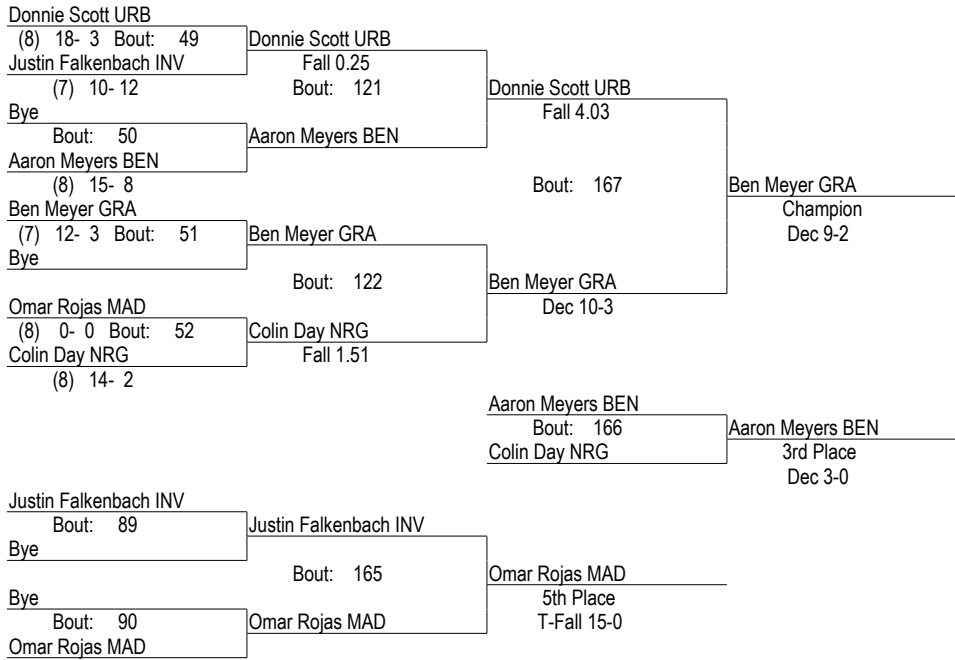 Donnie Scott URB
(8) 18- 3 Bout: 49
Justin Falkenbach INV
(7) 10- 12
Bye
Bout: 50
Aaron Meyers BEN
(8) 15- 8
Ben Meyer GRA
(7) 12- 3 Bout: 51
Bye
Omar Rojas MAD
(8) 0- 0 Bout: 52
Colin Day NRG
(8) 14- 2
Donnie Scott URB
Fall 0.25
Bout: 121
Aaron Meyers BEN
Ben Meyer GRA
Bout: 122
Colin Day NRG
Fall 1.51
Donnie Scott URB
Fall 4.03
Bout: 167
Ben Meyer GRA
Dec 10-3
Ben Meyer GRA
Champion
Dec 9-2
Aaron Meyers BEN
Bout: 166
Colin Day NRG
Aaron Meyers BEN
3rd Place
Dec 3-0
Justin Falkenbach INV
Bout: 89
Bye
Bye
Bout: 90
Omar Rojas MAD
Justin Falkenbach INV
Bout: 165
Omar Rojas MAD
Omar Rojas MAD
5th Place
T-Fall 15-0